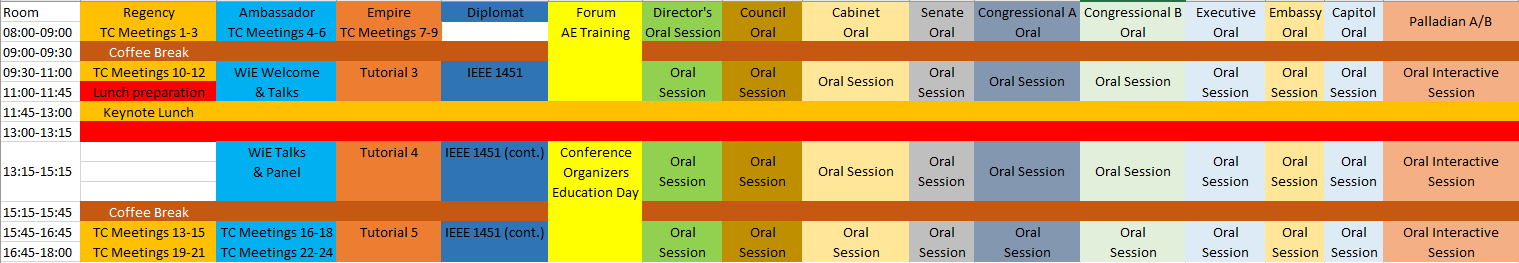 Room Regency Ambassador Empire Diplomat Forum Director's Council Cabinet Senate Congressional A Congressional B Executive Embassy Capitol Palladian A/B
08:00-09:00 TC Meetings 1-3 TC Meetings 4-6 TC Meetings 7-9 AE Training Oral Session Oral Oral Oral Oral Oral Oral Oral Oral
09:00-09:30 Coffee Break
09:30-11:00 TC Meetings 10-12 WiE Welcome Tutorial 3 IEEE 1451 Oral Oral Oral Session Oral Oral Session Oral Session Oral Oral Oral Oral Interactive
11:00-11:45 Lunch preparation & Talks Session Session Session Session Session Session Session
11:45-13:00 Keynote Lunch
13:00-13:15
WiE Talks Tutorial 4 IEEE 1451 (cont.) Conference
13:15-15:15 & Panel Organizers Oral Oral Oral Session Oral Oral Session Oral Session Oral Oral Oral Oral Interactive
Education Day Session Session Session Session Session Session Session
15:15-15:45 Coffee Break
15:45-16:45 TC Meetings 13-15 TC Meetings 16-18 Tutorial 5 IEEE 1451 (cont.) Oral Oral Oral Oral Oral Oral Oral Oral Oral Oral Interactive
16:45-18:00 TC Meetings 19-21 TC Meetings 22-24 Session Session Session Session Session Session Session Session Session Session